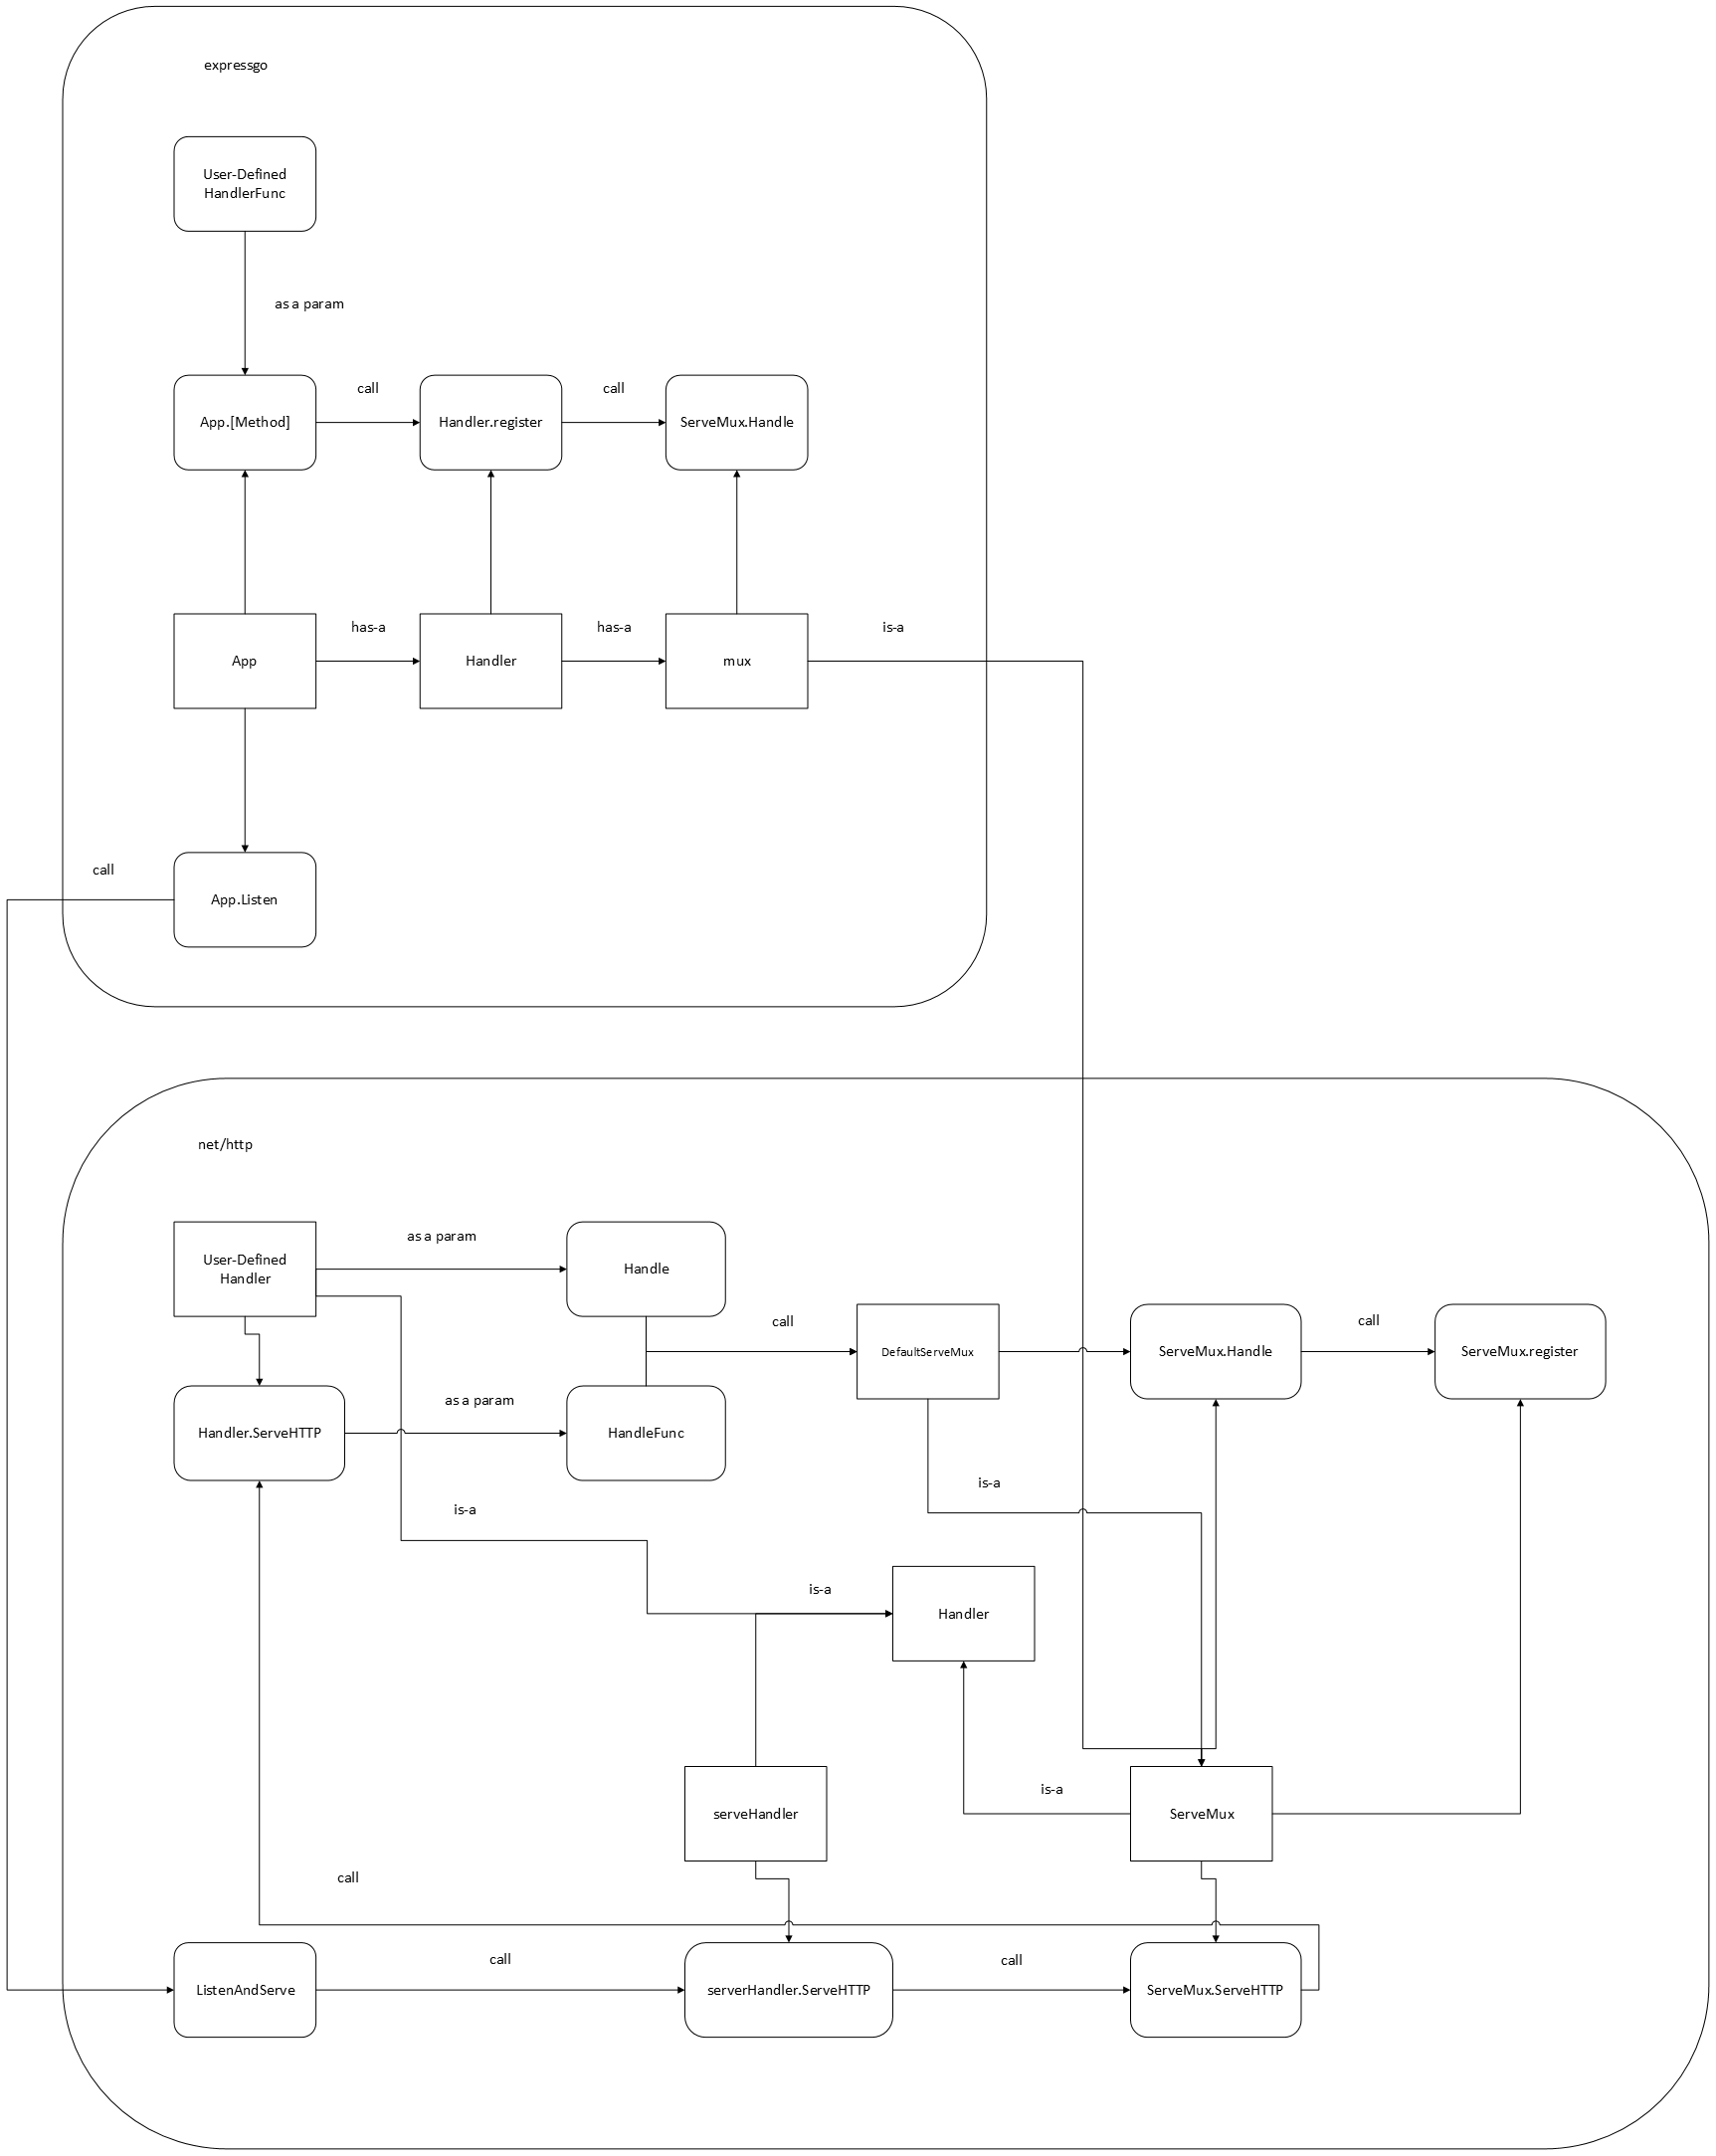 expressgo
User-Defined
HandlerFunc
as a param
App.[Method]
call
Handler.register
call
ServeMux.Handle
App
has-a
Handler
has-a
mux
is-a
call
App.Listen
net/http
User-Defined
Handler
as a param
Handle
call
DefaultServeMux
ServeMux.Handle
call
ServeMux.register
Handler.ServeHTTP
as a param
HandleFunc
is-a
is-a
is-a
Handler
serveHandler
is-a
ServeMux
call
ListenAndServe
call
serverHandler.ServeHTTP
call
ServeMux.ServeHTTP